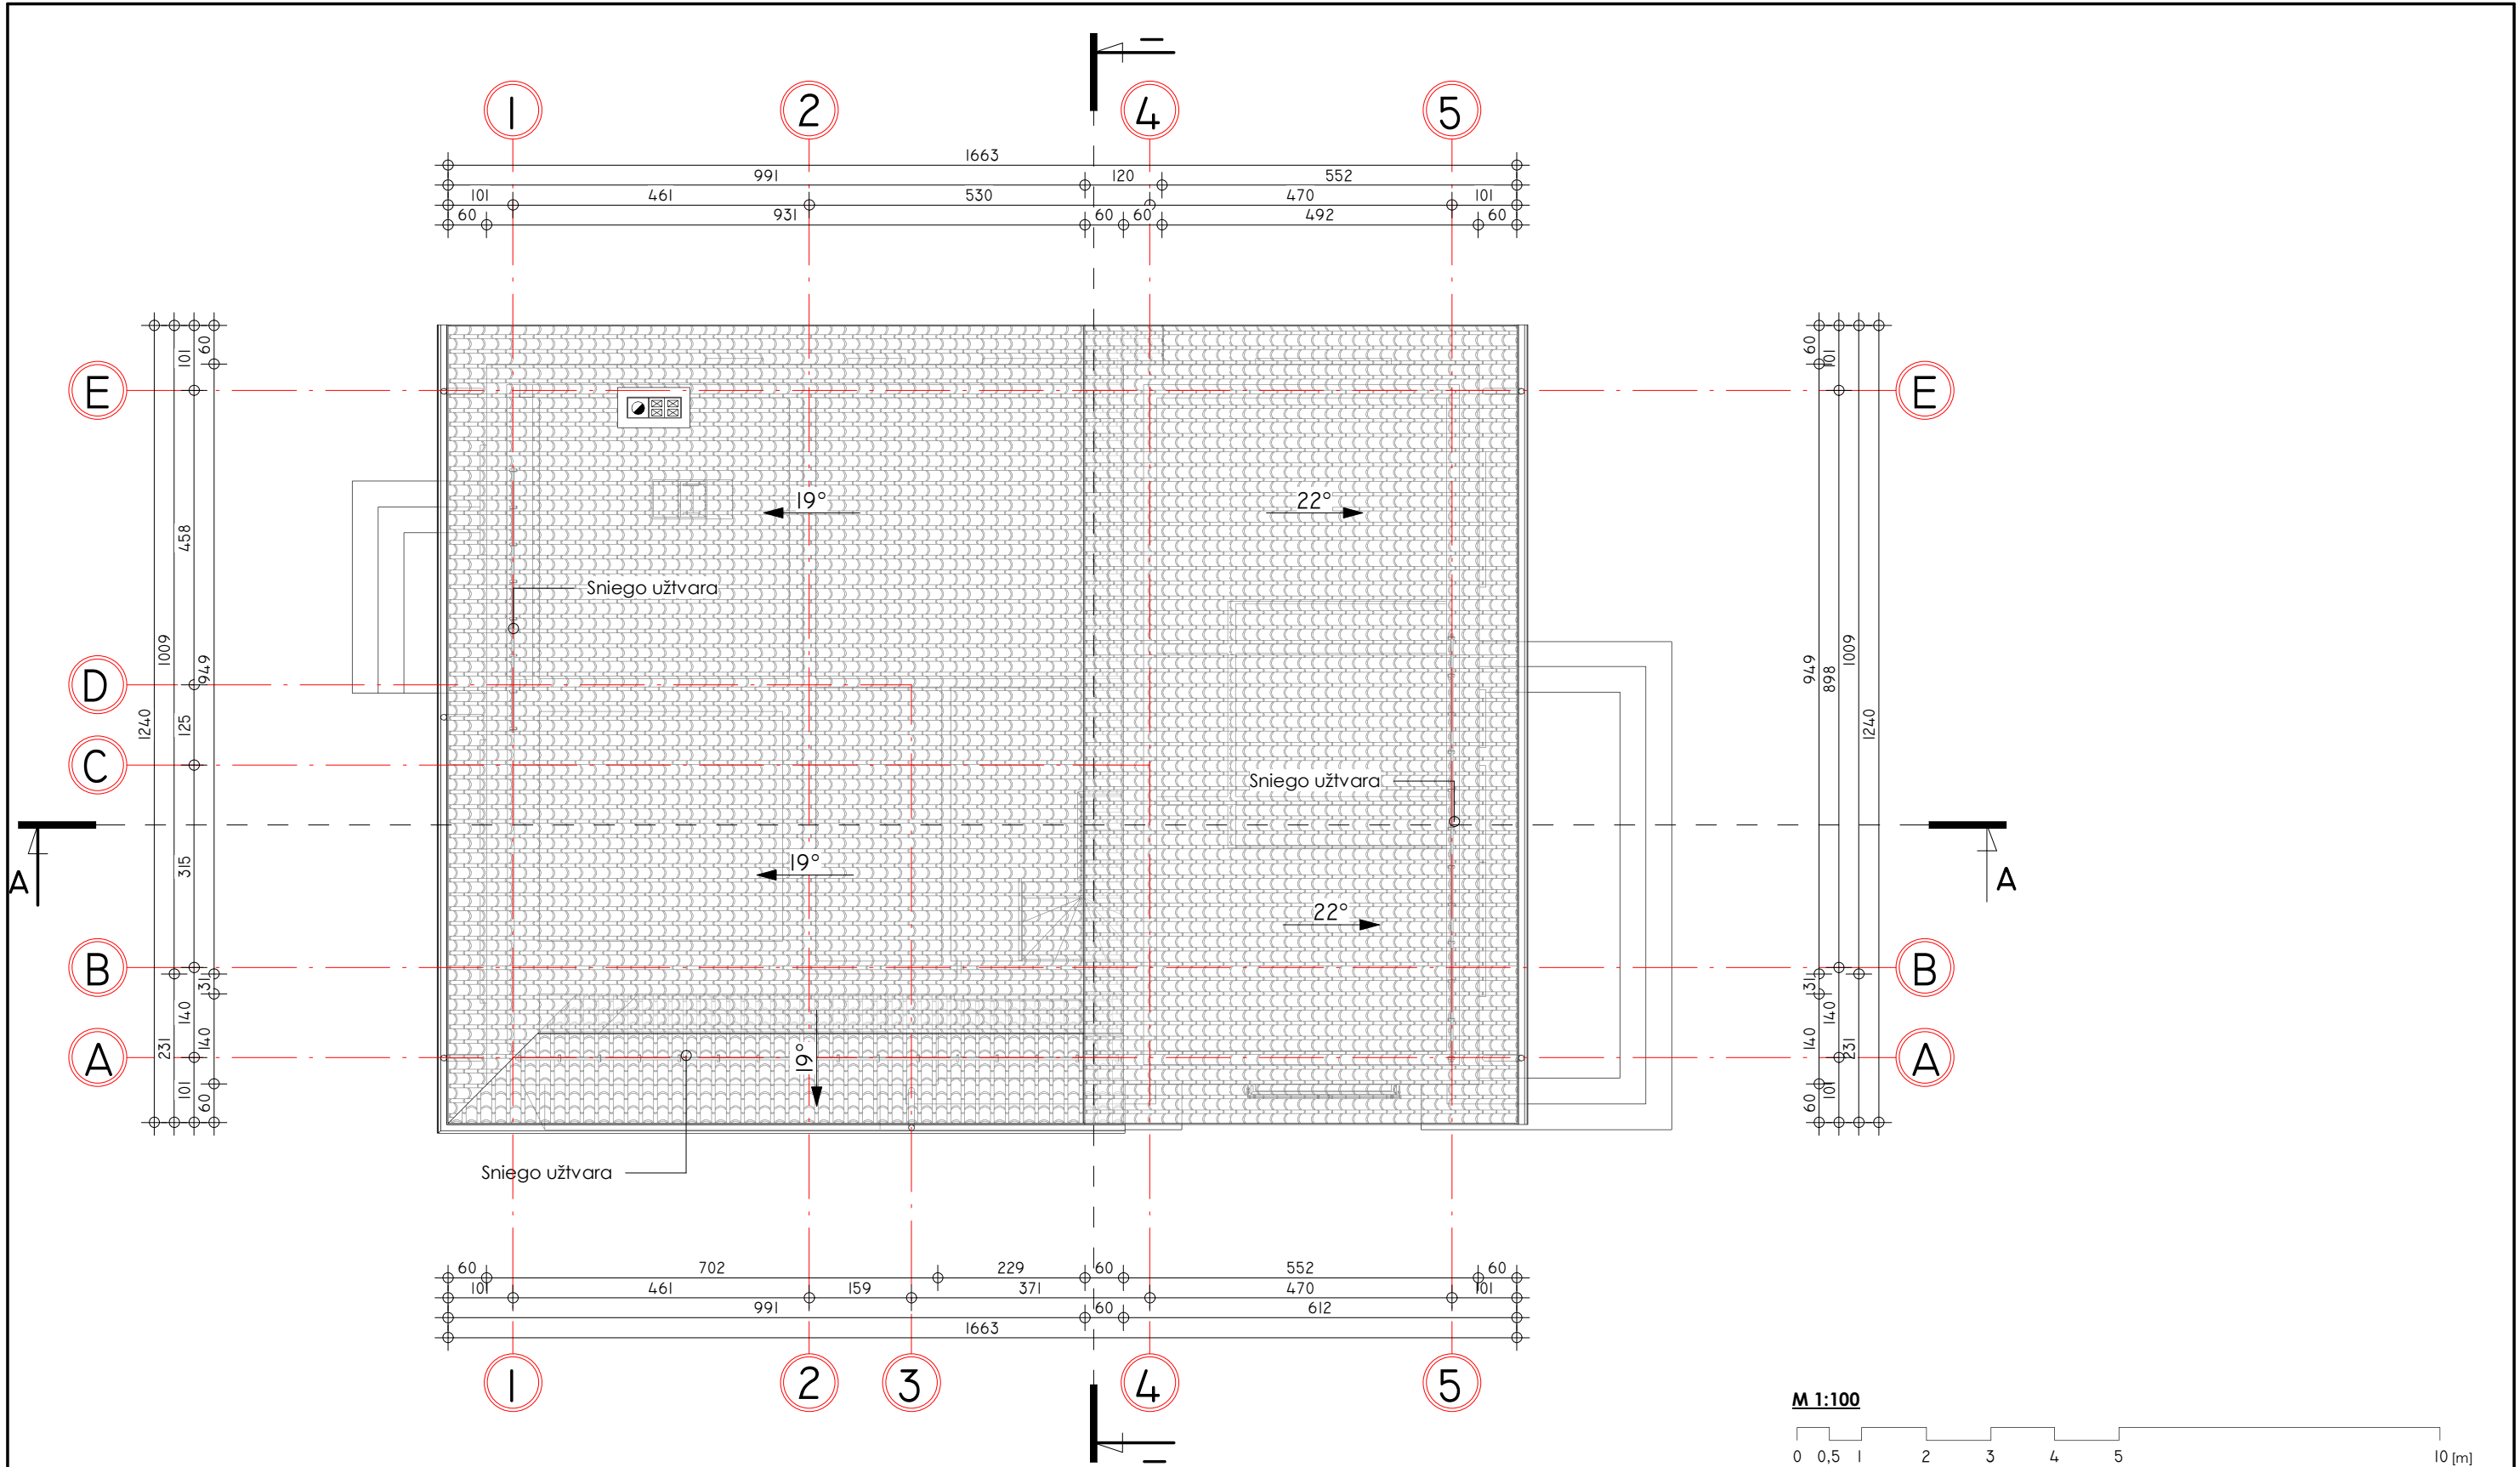 I
1 2 4 5
1663
991 120 552
101 461 530 470 101
60 931 60 60 492 60
101 60
60 101
E E
19° 22°
458
Sniego užtvara
1009 949
949 898 1009
D
1240 125
1240
C
Sniego užtvara
A A
315
19°
22°
B B
31 140 140 231 101 60
31 140 140 231 101 60
A A
19°
Sniego užtvara
60 702 229 60 552 60
101 461 159 371 470 101
991 60 612
1663
1 2 3 4 5
M 1:100
I
0 0,5 1 2 3 4 5 10 [m]